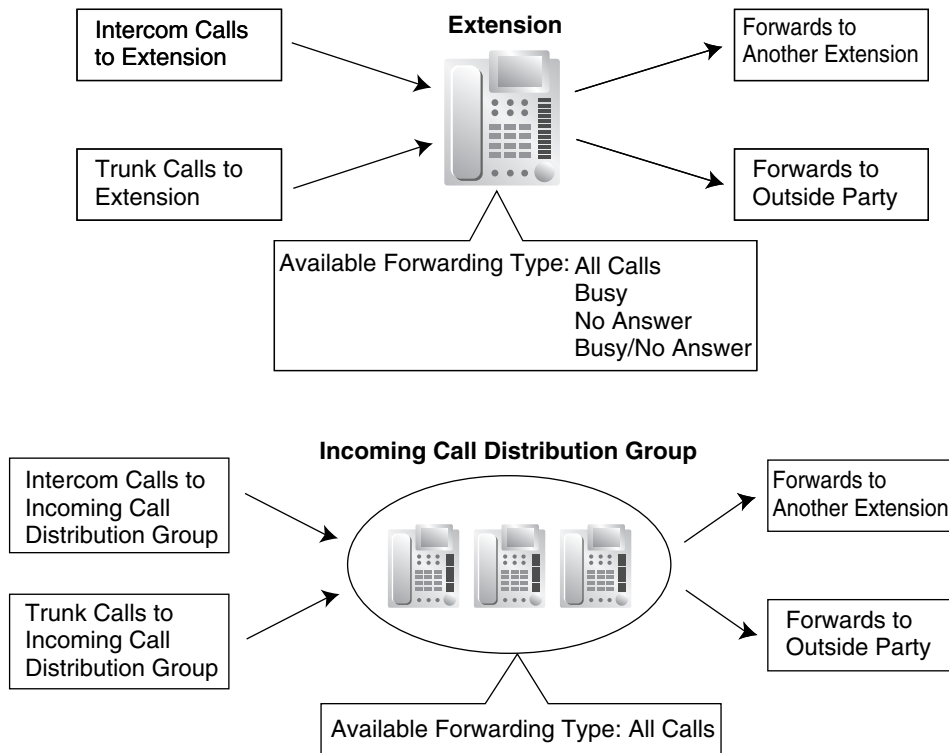 Intercom Calls
to Extension
Extension
Forwards to
Another Extension
Trunk Calls to
Extension
Forwards to
Outside Party
Available Forwarding Type: All Calls
Busy
No Answer
Busy/No Answer
Incoming Call Distribution Group
Intercom Calls to
Incoming Call
Distribution Group
Forwards to
Another Extension
Trunk Calls to
Incoming Call
Distribution Group
Forwards to
Outside Party
Available Forwarding Type: All Calls